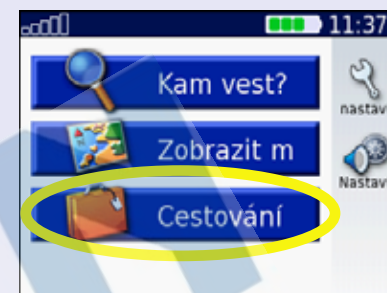 11:37
Kam vest?
nastav
Zobrazit m
Nastav
Cestování